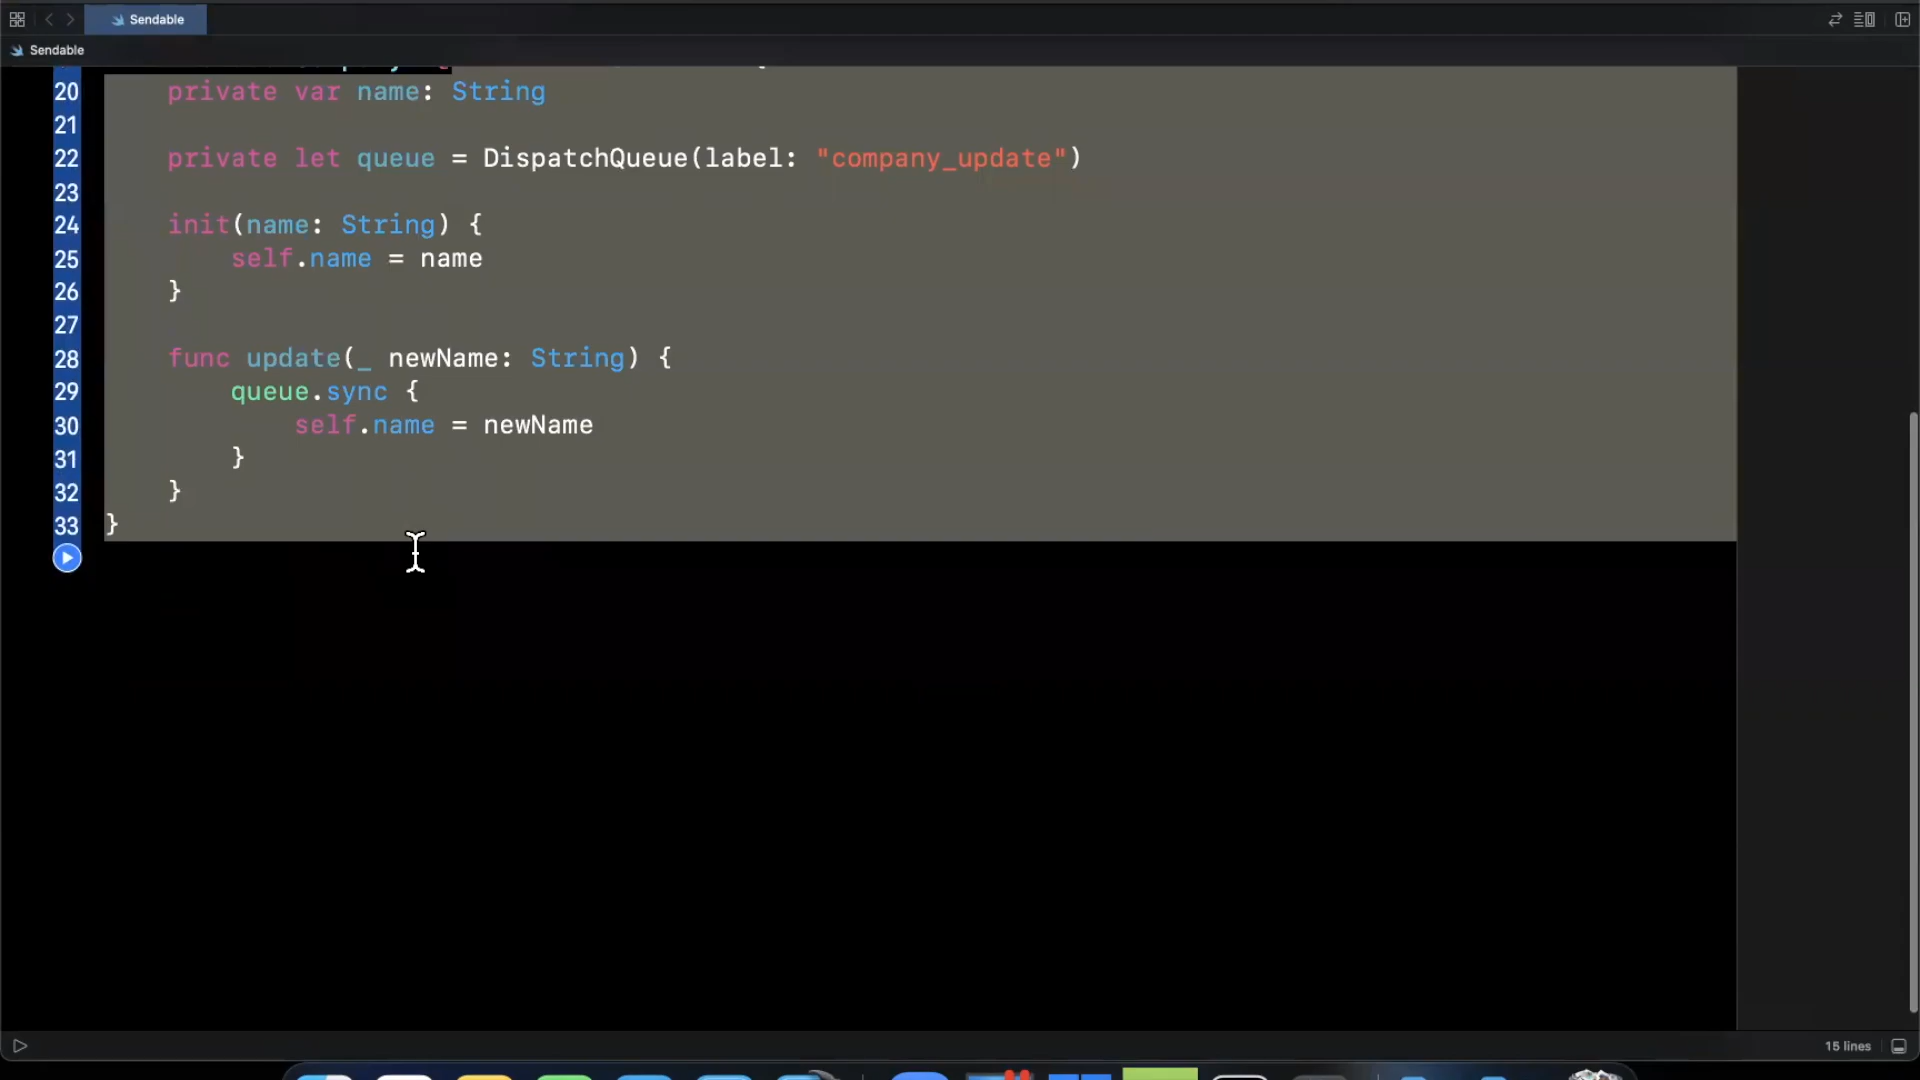 Sendable
Sendable
20 private var name: String
21
22 private let queue = DispatchQueue(label: "company_update")
23
24 init(name: String) {
25 self.name = name
26 }
27
28 func update(_ newName: String) {
29 queue.sync {
30 self.name = newName
31 }
32 }
33 }
15 lines